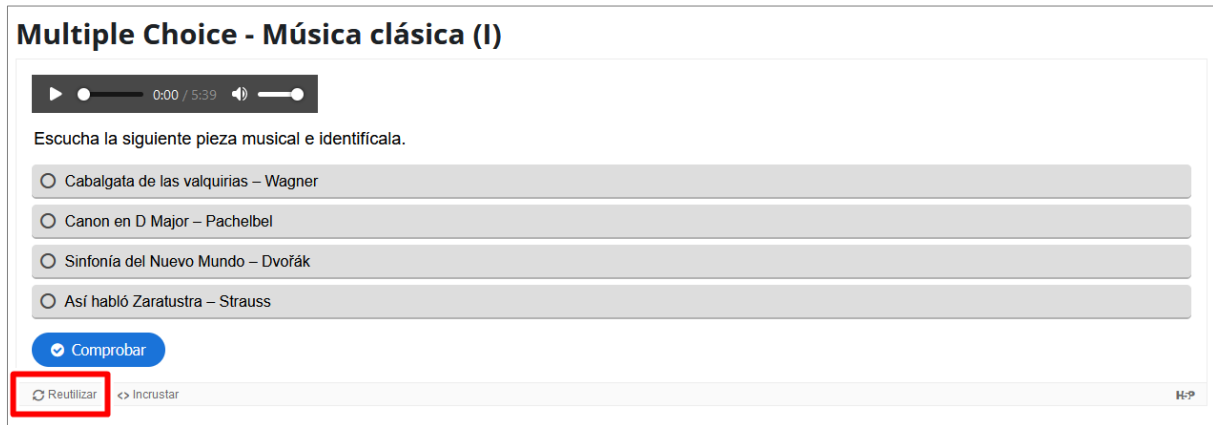 Multiple Choice - Música clásica (I)
0:00 / 5:39
Escucha la siguiente pieza musical e identifícala.
Cabalgata de las valquirias – Wagner
Canon en D Major – Pachelbel
Sinfonía del Nuevo Mundo – Dvořák
Así habló Zaratustra – Strauss
Comprobar
Reutilizar <> Incrustar H-P